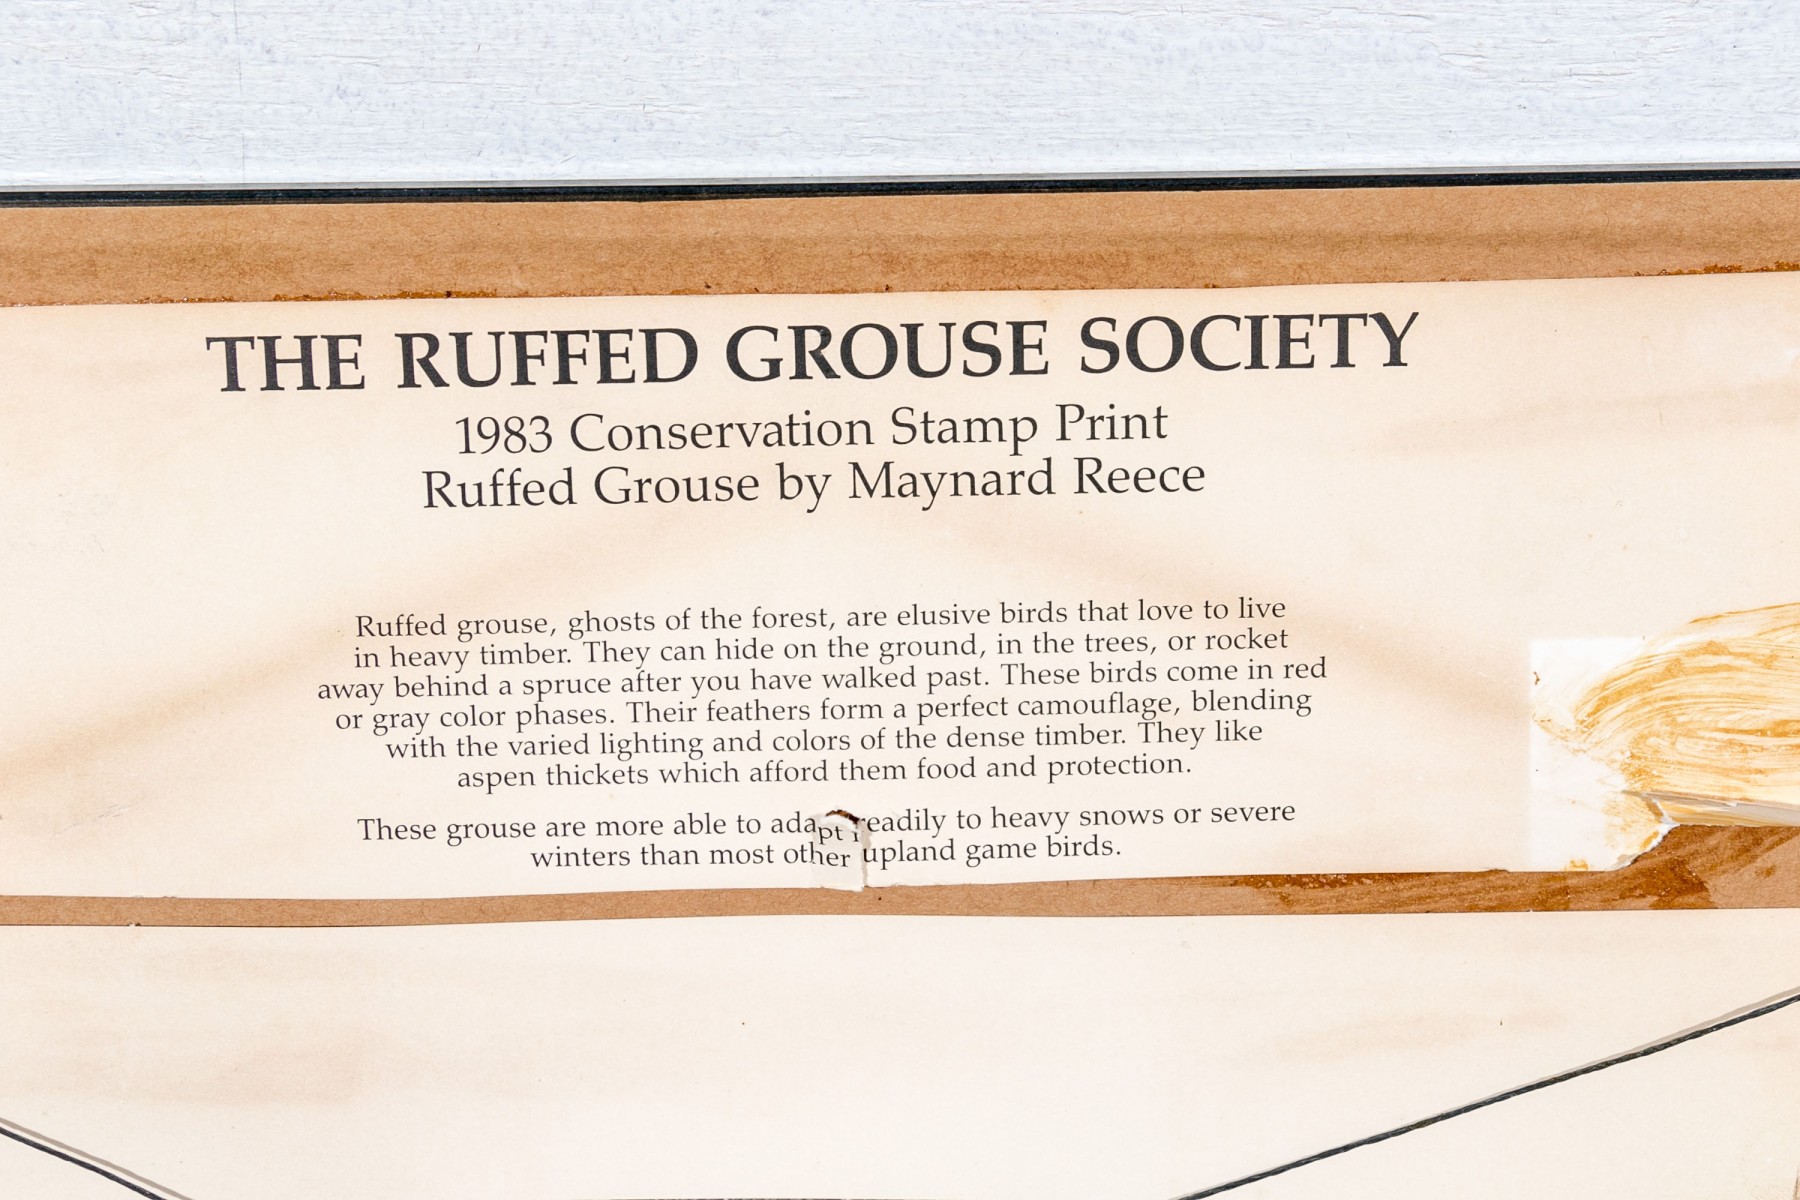 THE RUFFED GROUSE SOCIETY
1983 Conservation Stamp Print
Ruffed Grouse by Maynard Reece
Ruffed grouse, ghosts of the forest, are elusive birds that love to live
in heavy timber. They can hide on the ground, in the trees, or rocket
away behind a spruce after you have walked past. These birds come in red
or gray color phases. Their feathers form a perfect camouflage, blending
with the varied lighting and colors of the dense timber. They like
aspen thickets which afford them food and protection.
These grouse are more able to adapt readily to heavy snows or severe
winters than most other upland game birds.